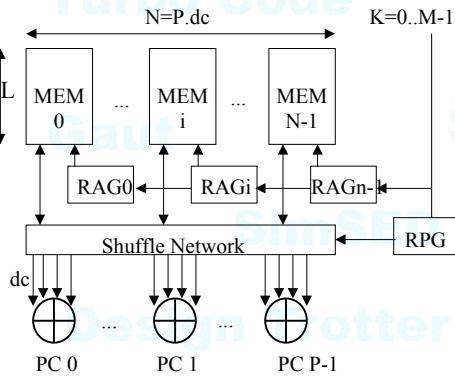 Turbo Code
N=P.dc
K=0..M-1
L
MEM 0
...
MEM i
...
MEM N-1
Gaut
S
RAG0
RAGi
RAGn-1
SimSED
Shuffle Network
RPG
dc
...
...
Design Trotter
PC 0
PC 1
PC P-1